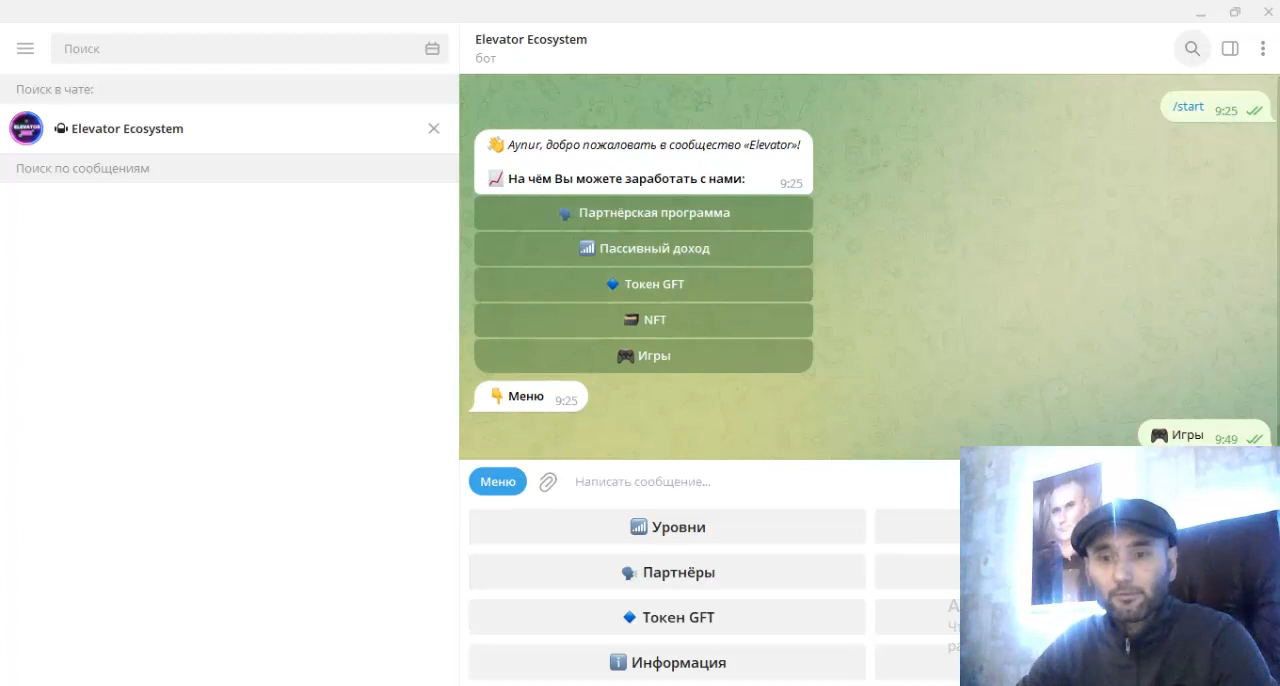 Поиск
Поиск в чате:
Elevator Ecosystem
Поиск по сообщениям
Elevator Ecosystem
бот
/start 9:25
Аупиг, добро пожаловать в сообщество «Elevator»!
На чём Вы можете заработать с нами:
9:25
Партнёрская программа
Пассивный доход
Токен GFT
NFT
Игры
Меню 9:25
Игры 9:49
Меню
Написать сообщение...
Уровни
Партнёры
Токен GFT
Информация